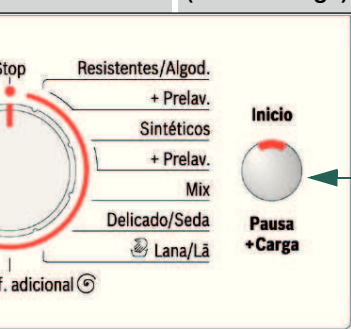 Stop
Resistentes/Algod.
+ Prelav.
Sintéticos
+ Prelav.
Mix
Delicado/Seda
Lana/Lã
adicional
Inicio
Pausa
+Carga